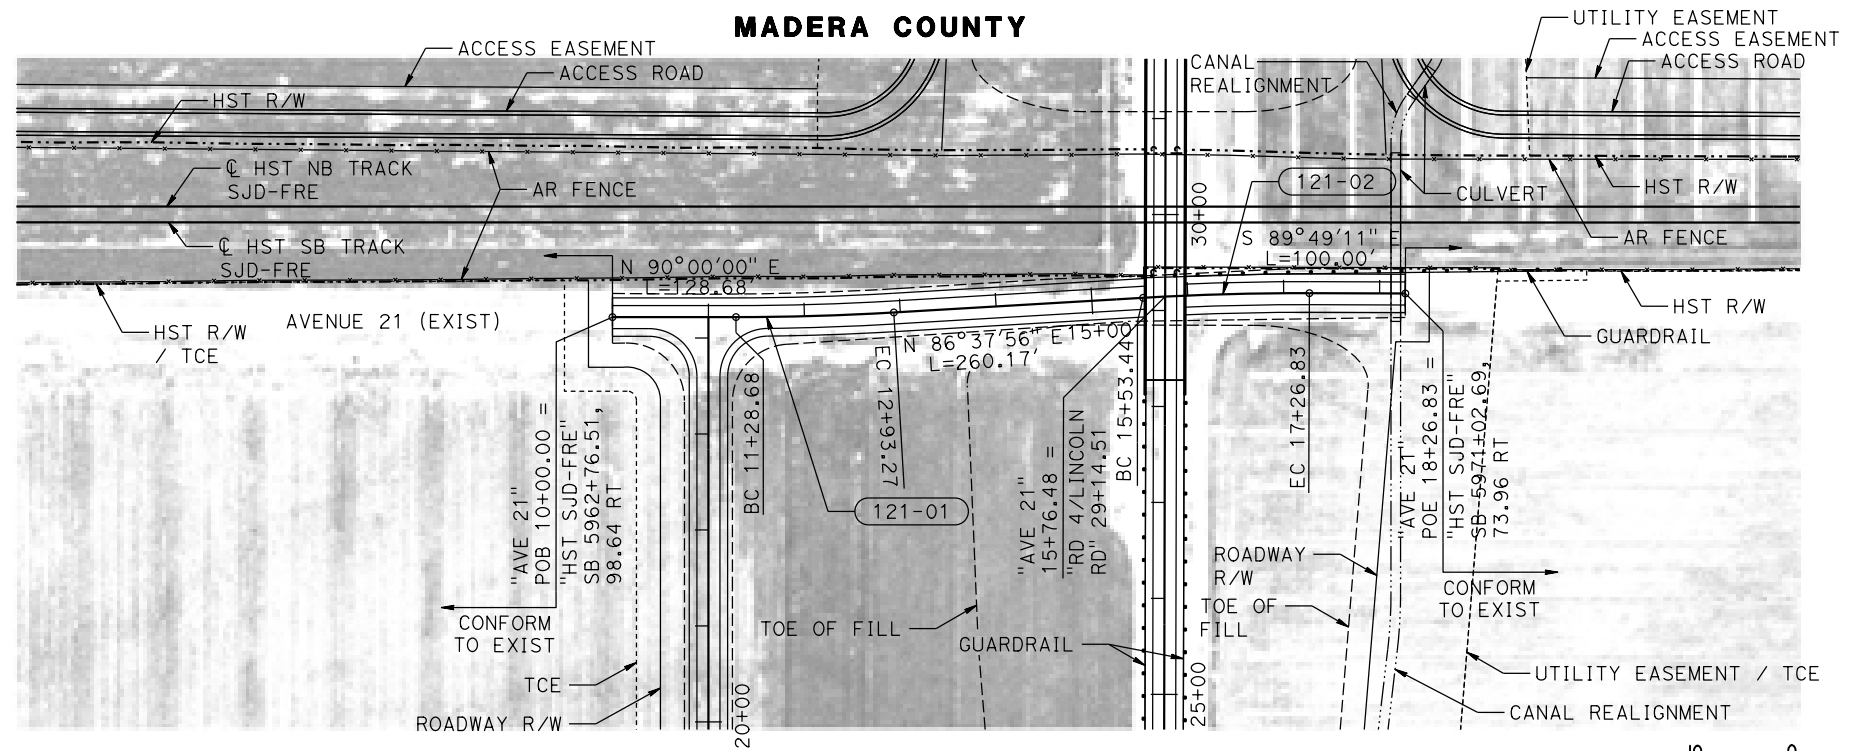 MADERA COUNTY
UTILITY EASEMENT
ACCESS EASEMENT
ACCESS ROAD
ACCESS EASEMENT
ACCESS ROAD
HST R/W
CANAL
REALIGNMENT
℄ HST NB TRACK
SJD-FRE
AR FENCE
121-02
CULVERT
HST R/W
30+00
℄ HST SB TRACK
SJD-FRE
S 89°49'11" E
L=100.00'
AR FENCE
N 90°00'00" E
L=128.68'
HST R/W
/ TCE
AVENUE 21 (EXIST)
HST R/W
GUARDRAIL
N 86°37'56" E
L=260.17'
15+00
"AVE 21"
POB 10+00.00 =
"HST SJD-FRE"
SB 5962+76.51,
98.64 RT
BC 11+28.68
EC 12+93.27
121-01
"AVE 21"
15+76.48 =
"RD 4/LINCOLN
RD" 29+14.51
BC 15+53.44
EC 17+26.83
"AVE 21"
POE 18+26.83 =
"HST SJD-FRE"
SB 5971+02.69,
73.96 RT
CONFORM
TO EXIST
ROADWAY
R/W
TOE OF
FILL
CONFORM
TO EXIST
TOE OF FILL
GUARDRAIL
TCE
ROADWAY R/W
20+00
25+00
UTILITY EASEMENT / TCE
CANAL REALIGNMENT